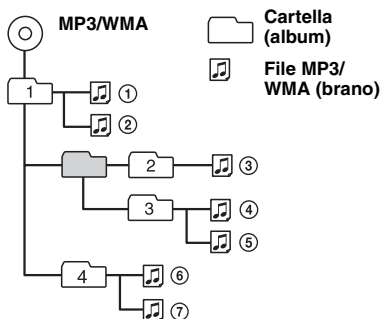 MP3/WMA
Cartella
(album)
File MP3/
WMA (brano)
1
①
②
2
③
3
④
⑤
4
⑥
⑦